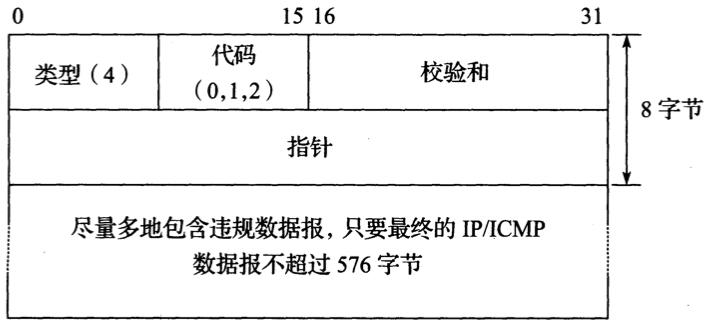 0 15 16 31
类型(4) 代码 校验和
(0,1,2)
8 字节
指针
尽量多地包含违规数据报,只要最终的 IP/ICMP
数据报不超过 576 字节